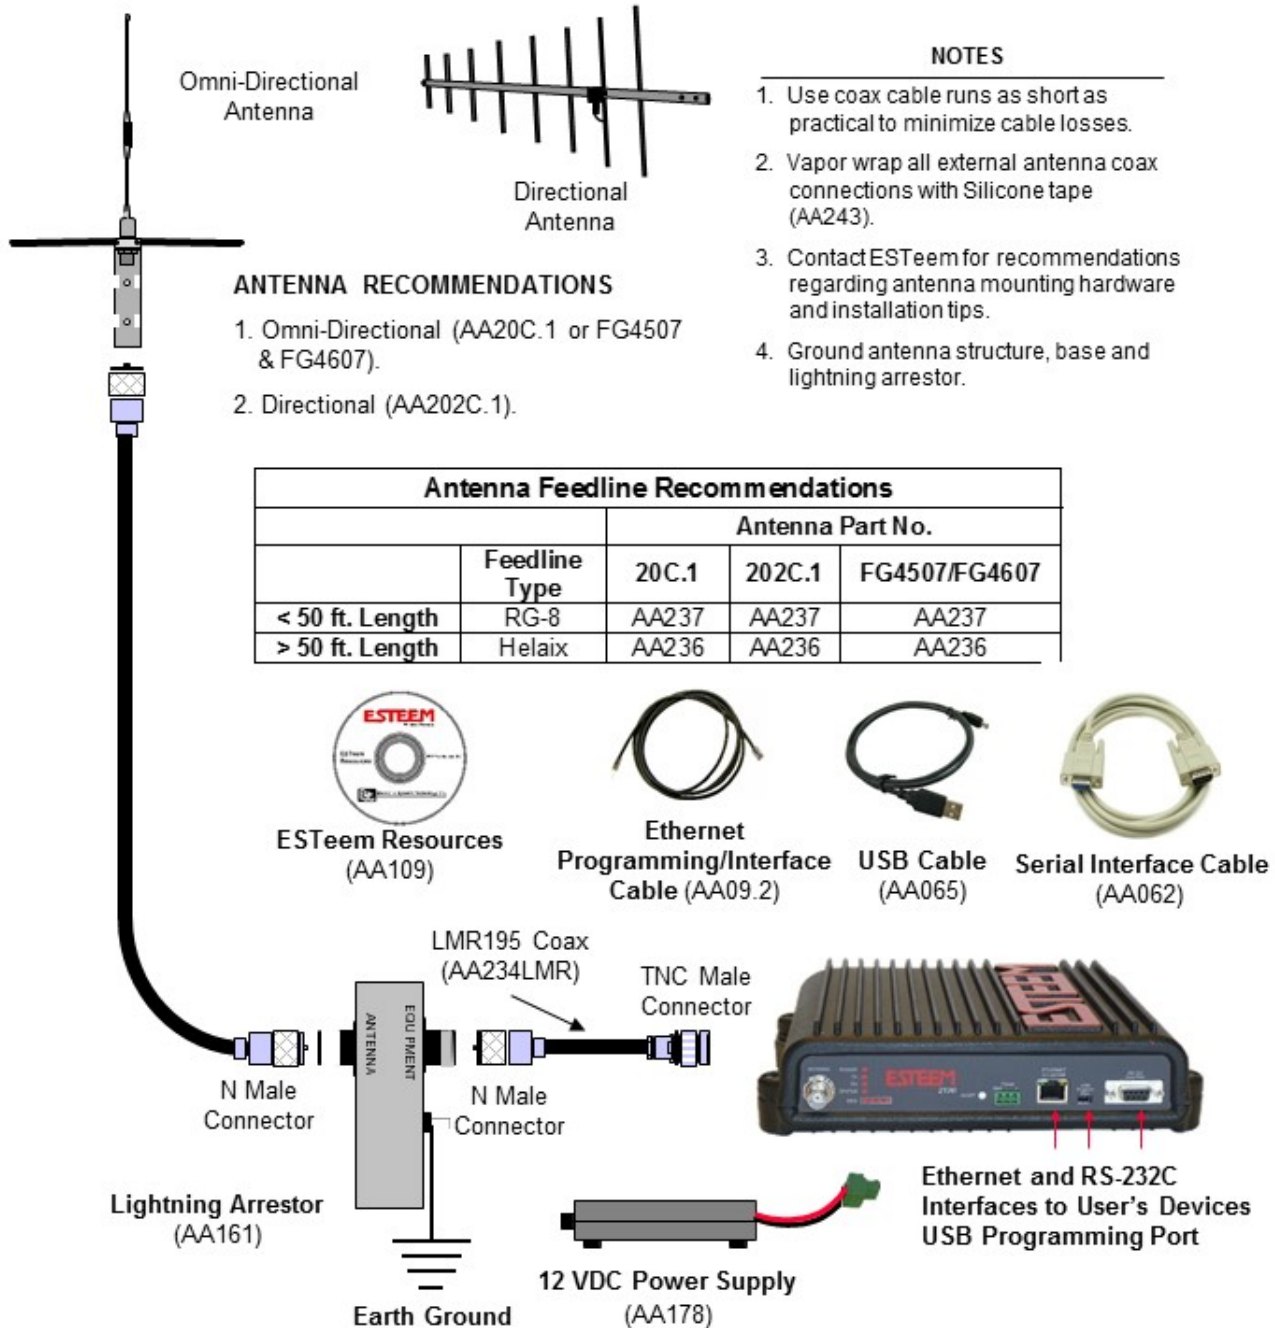 Omni-Directional
Antenna
Directional
Antenna
NOTES
1. Use coax cable runs as short as
practical to minimize cable losses.
2. Vapor wrap all external antenna coax
connections with Silicone tape
(AA243).
3. Contact ESTeem for recommendations
regarding antenna mounting hardware
and installation tips.
4. Ground antenna structure, base and
lightning arrestor.
ANTENNA RECOMMENDATIONS
1. Omni-Directional (AA20C.1 or FG4507
& FG4607).
2. Directional (AA202C.1).
Antenna Feedline Recommendations
Antenna Part No.
Feedline Type 20C.1 202C.1 FG4507/FG4607
< 50 ft. Length RG-8 AA237 AA237 AA237
> 50 ft. Length Helaix AA236 AA236 AA236
ESTEEM
ESTeem Resources
(AA109)
Ethernet
Programming/Interface
Cable (AA09.2)
USB Cable
(AA065)
Serial Interface Cable
(AA062)
LMR195 Coax
(AA234LMR)
TNC Male
Connector
ANTENNA
EQU PMENT
N Male
Connector
N Male
Connector
ESTEEM
ESTEEM
Lightning Arrestor
(AA161)
Earth Ground
12 VDC Power Supply
(AA178)
Ethernet and RS-232C
Interfaces to User's Devices
USB Programming Port